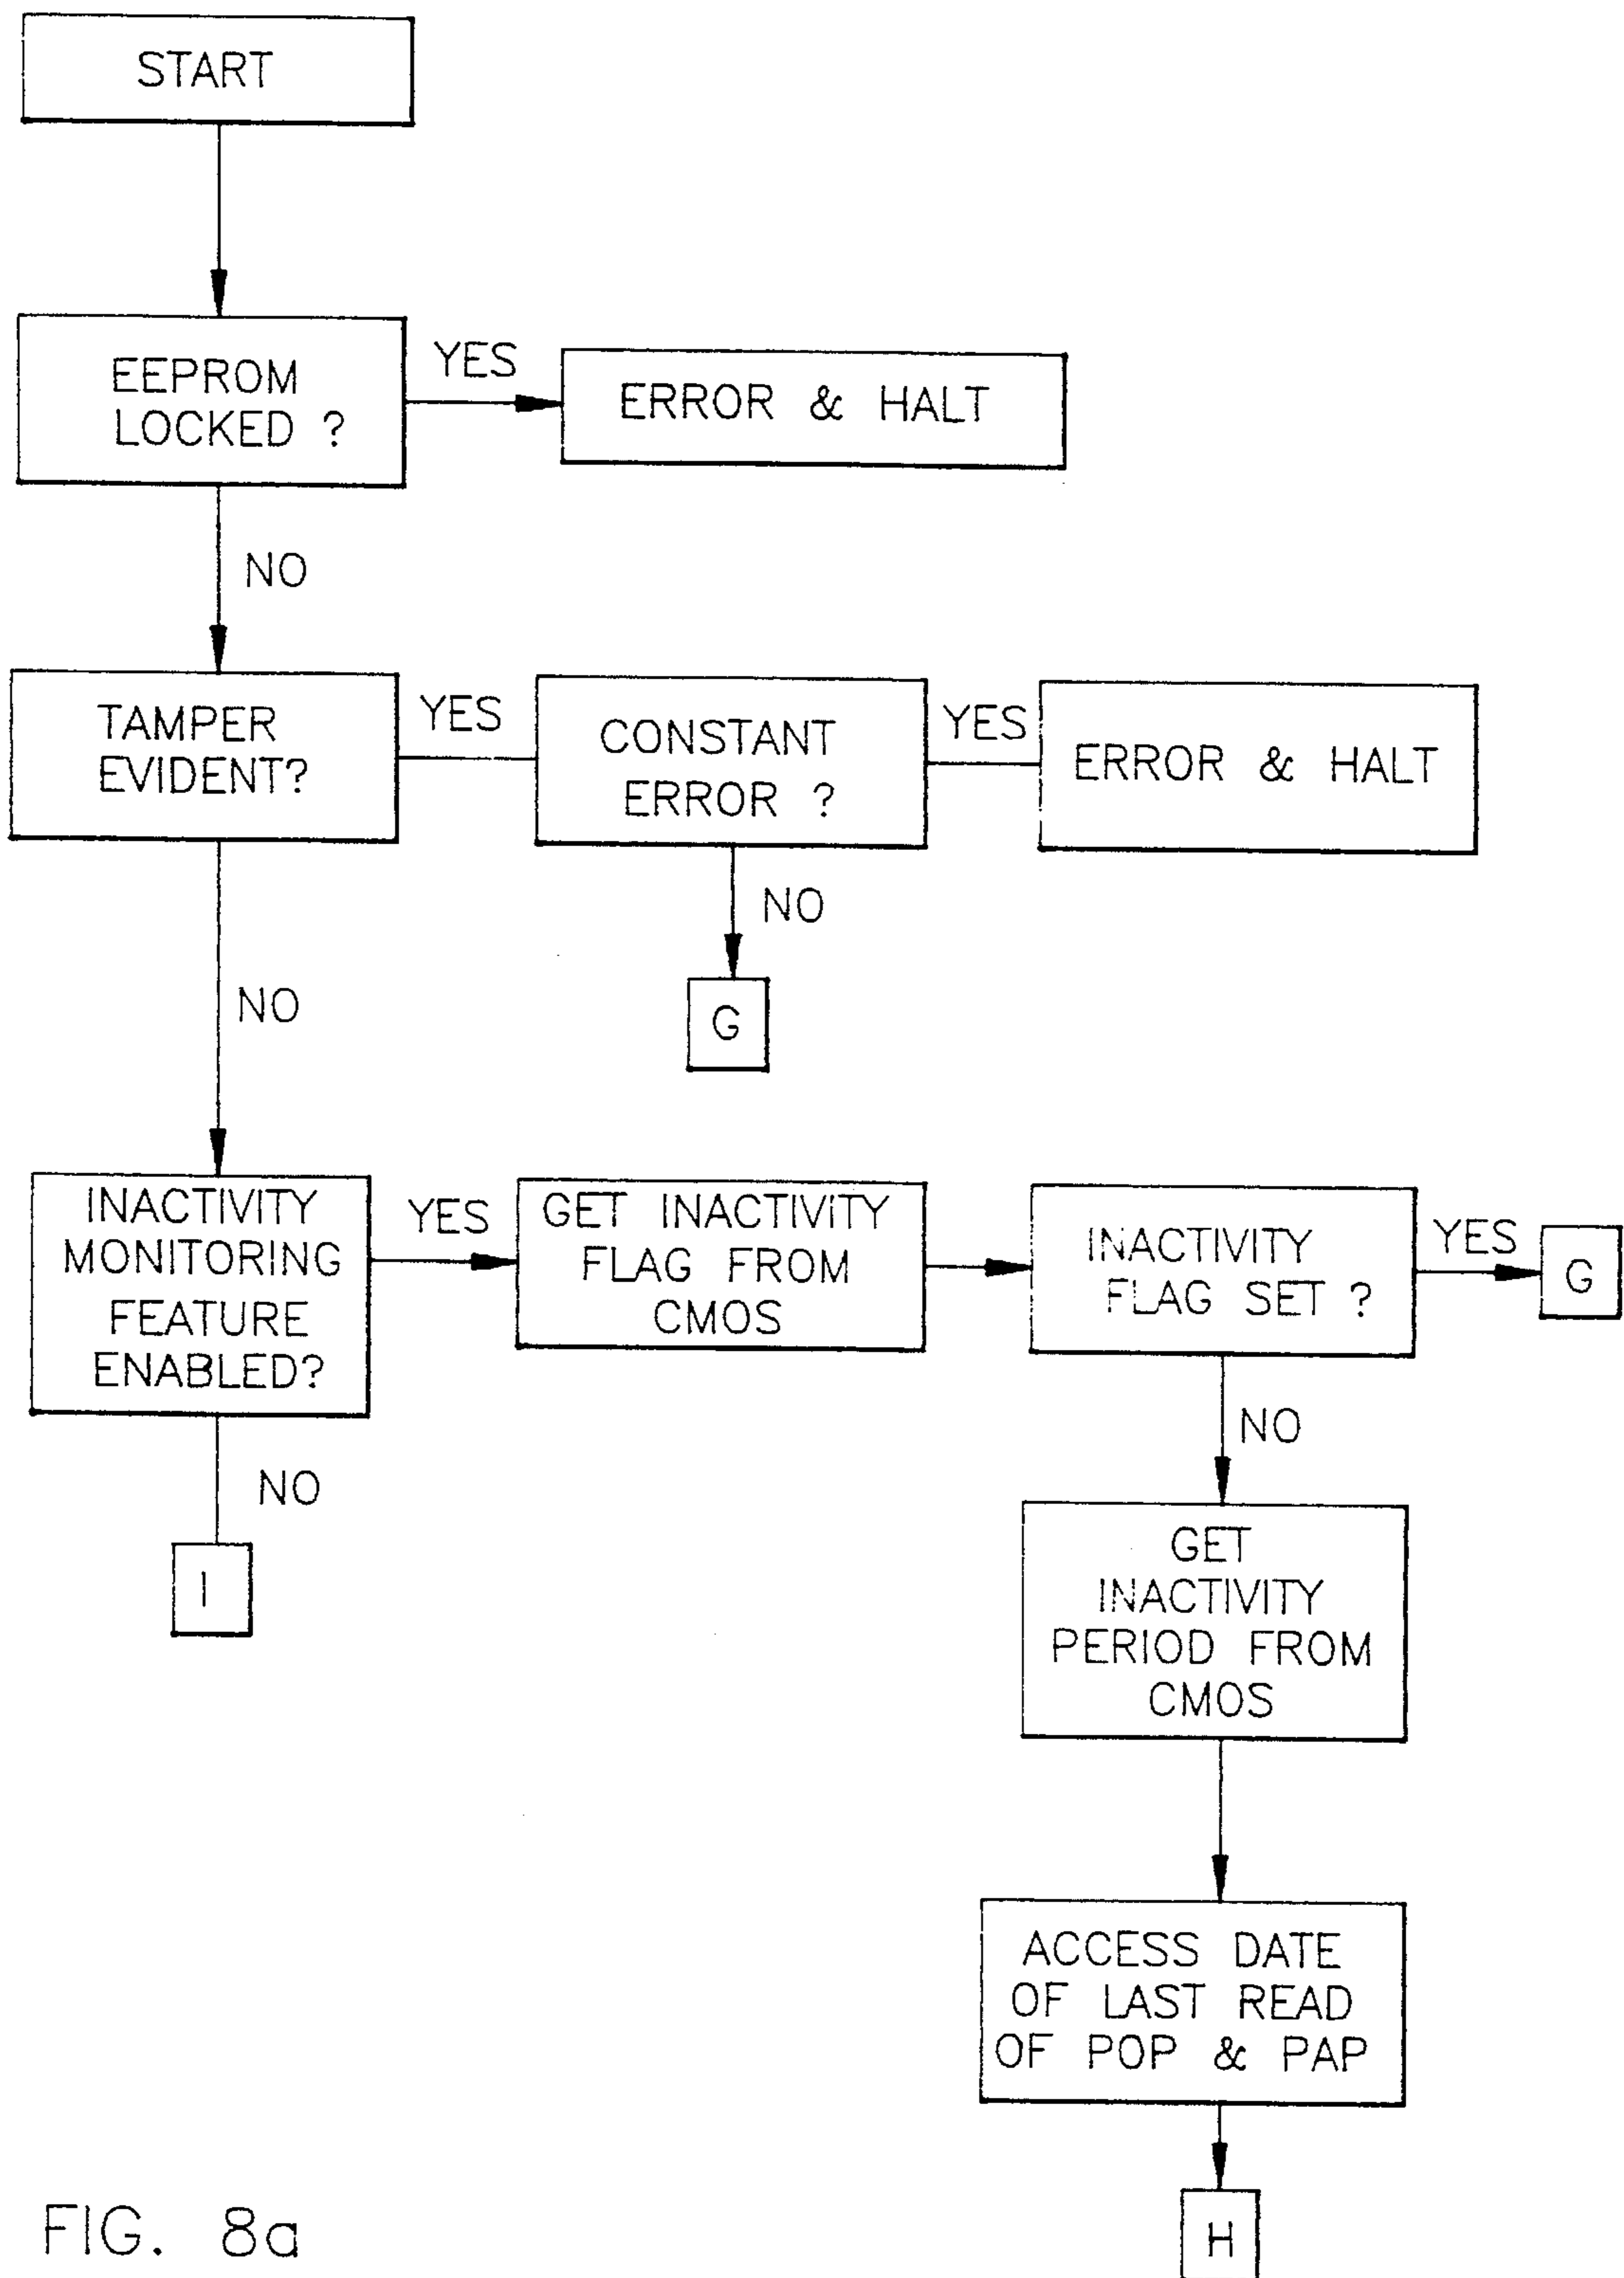 START
EEPROM
LOCKED ?
YES
ERROR & HALT
NO
TAMPER
EVIDENT?
YES
CONSTANT
ERROR ?
YES
ERROR & HALT
NO
G
NO
INACTIVITY
MONITORING
FEATURE
ENABLED?
YES
GET INACTIVITY
FLAG FROM
CMOS
INACTIVITY
FLAG SET ?
YES
G
NO
I
NO
GET
INACTIVITY
PERIOD FROM
CMOS
ACCESS DATE
OF LAST READ
OF POP & PAP
H
FIG. 8a